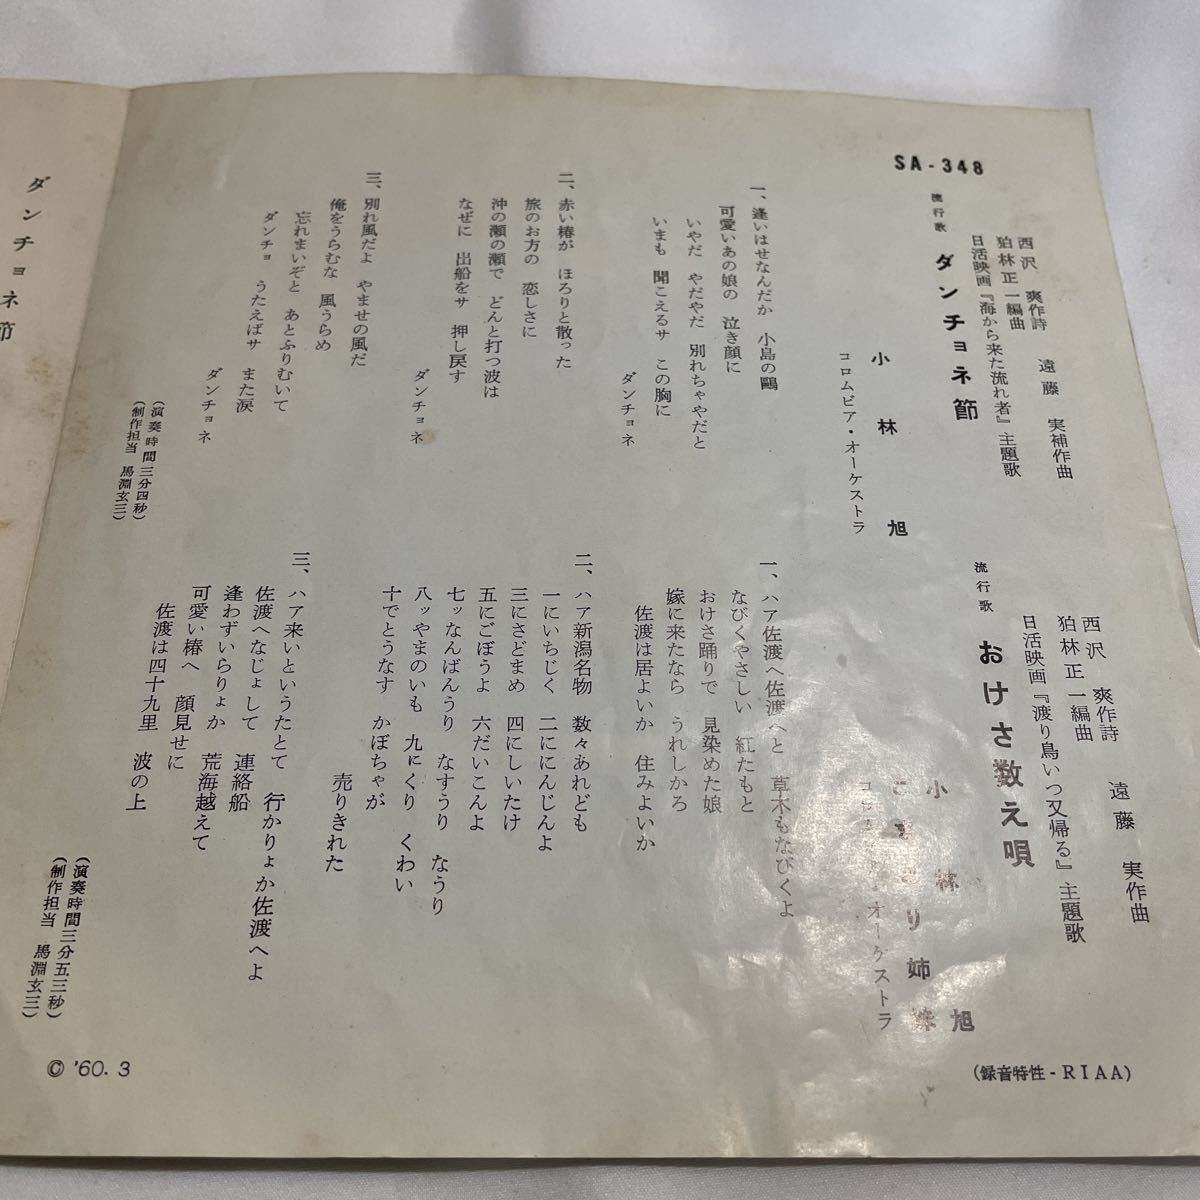 SA-348
流行歌
ダンチョネ節
西沢 爽作詩
遠藤 実補作曲
狛林正一編曲
日活映画『海から来た流れ者』主題歌
小林旭
コロムビア・オーケストラ
一、逢いはせなんだか 小島の鷗
可愛いあの娘の 泣き顔に
いやだ やだやだ 別れちゃやだと
いまも 聞こえるサ この胸に
ダンチョネ
二、赤い椿が ほろりと散った
旅のお方の 恋しさに
沖の瀬の瀬で どんと打つ波は
なぜに 出船をサ 押し戻す
ダンチョネ
三、別れ風だよ やませの風だ
俺をうらむな 風うらめ
忘れまいぞと あとふりむいて
ダンチョ うたえばサ また涙
ダンチョネ
(演奏時間三分四秒)
(制作担当 馬淵玄三)
流行歌
おけさ数え唄
西沢 爽作詩
遠藤 実作曲
狛林正一編曲
日活映画『渡り鳥いつ又帰る』主題歌
小林旭
こまどり姉妹
コロムビア・オーケストラ
一、ハア佐渡へ佐渡へと 草木もなびくよ
なびくやさしい 紅たもと
おけさ踊りで 見染めた娘
嫁に来たなら うれしかろ
佐渡は居よいか 住みよいか
二、ハア新潟名物 数々あれども
一にいちじく 二ににんじんよ
三にさどまめ 四にしいたけ
五にごぼうよ 六だいこんよ
七ッなんばんうり なすうり なうり
八ッやまのいも 九ァくり くわい
十でとうなす かぼちゃが
売りきれた
三、ハア来いというたとて 行かりょか佐渡へよ
佐渡へなじょして 連絡船
逢わずいらりょか 荒海越えて
可愛い椿へ 顔見せに
佐渡は四十九里 波の上
(演奏時間三分五三秒)
(制作担当 馬淵玄三)
(録音特性-RIAA)
© '60.3
ダンチョネ節